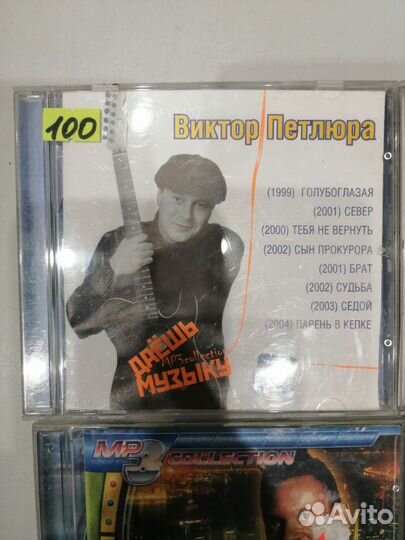 100
Виктор Петлюра
(1999) ГОЛУБОГЛАЗАЯ
(2001) СЕВЕР
(2000) ТЕБЯ НЕ ВЕРНУТЬ
(2002) СЫН ПРОКУРОРА
(2001) БРАТ
(2002) СУДЬБА
(2003) СЕДОЙ
(2004) ПАРЕНЬ В КЕПКЕ
ДАЁШЬ
MP3collection
МУЗЫКУ
MP3 COLLECTION
Avito